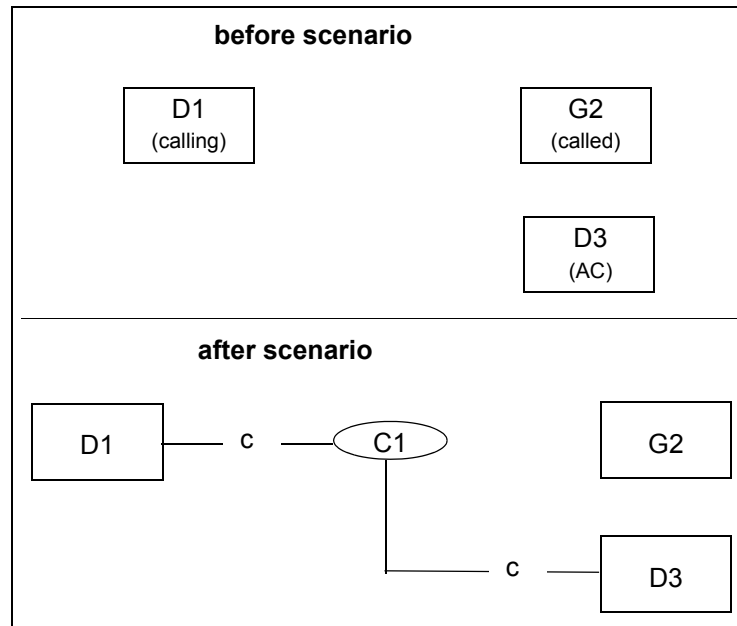 before scenario
D1
(calling)
G2
(called)
D3
(AC)
after scenario
D1
c
C1
G2
c
D3